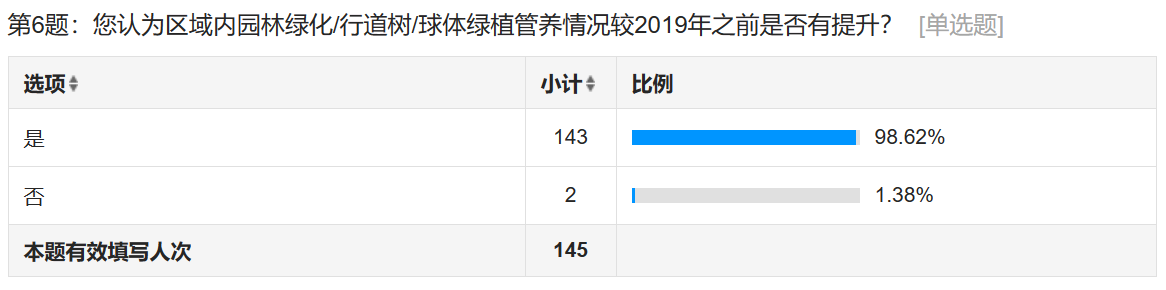 第6题：您认为区域内园林绿化/行道树/球体绿植管养情况较2019年之前是否有提升？ [单选题]
选项 小计 比例
是 143 98.62%
否 2 1.38%
本题有效填写人次 145